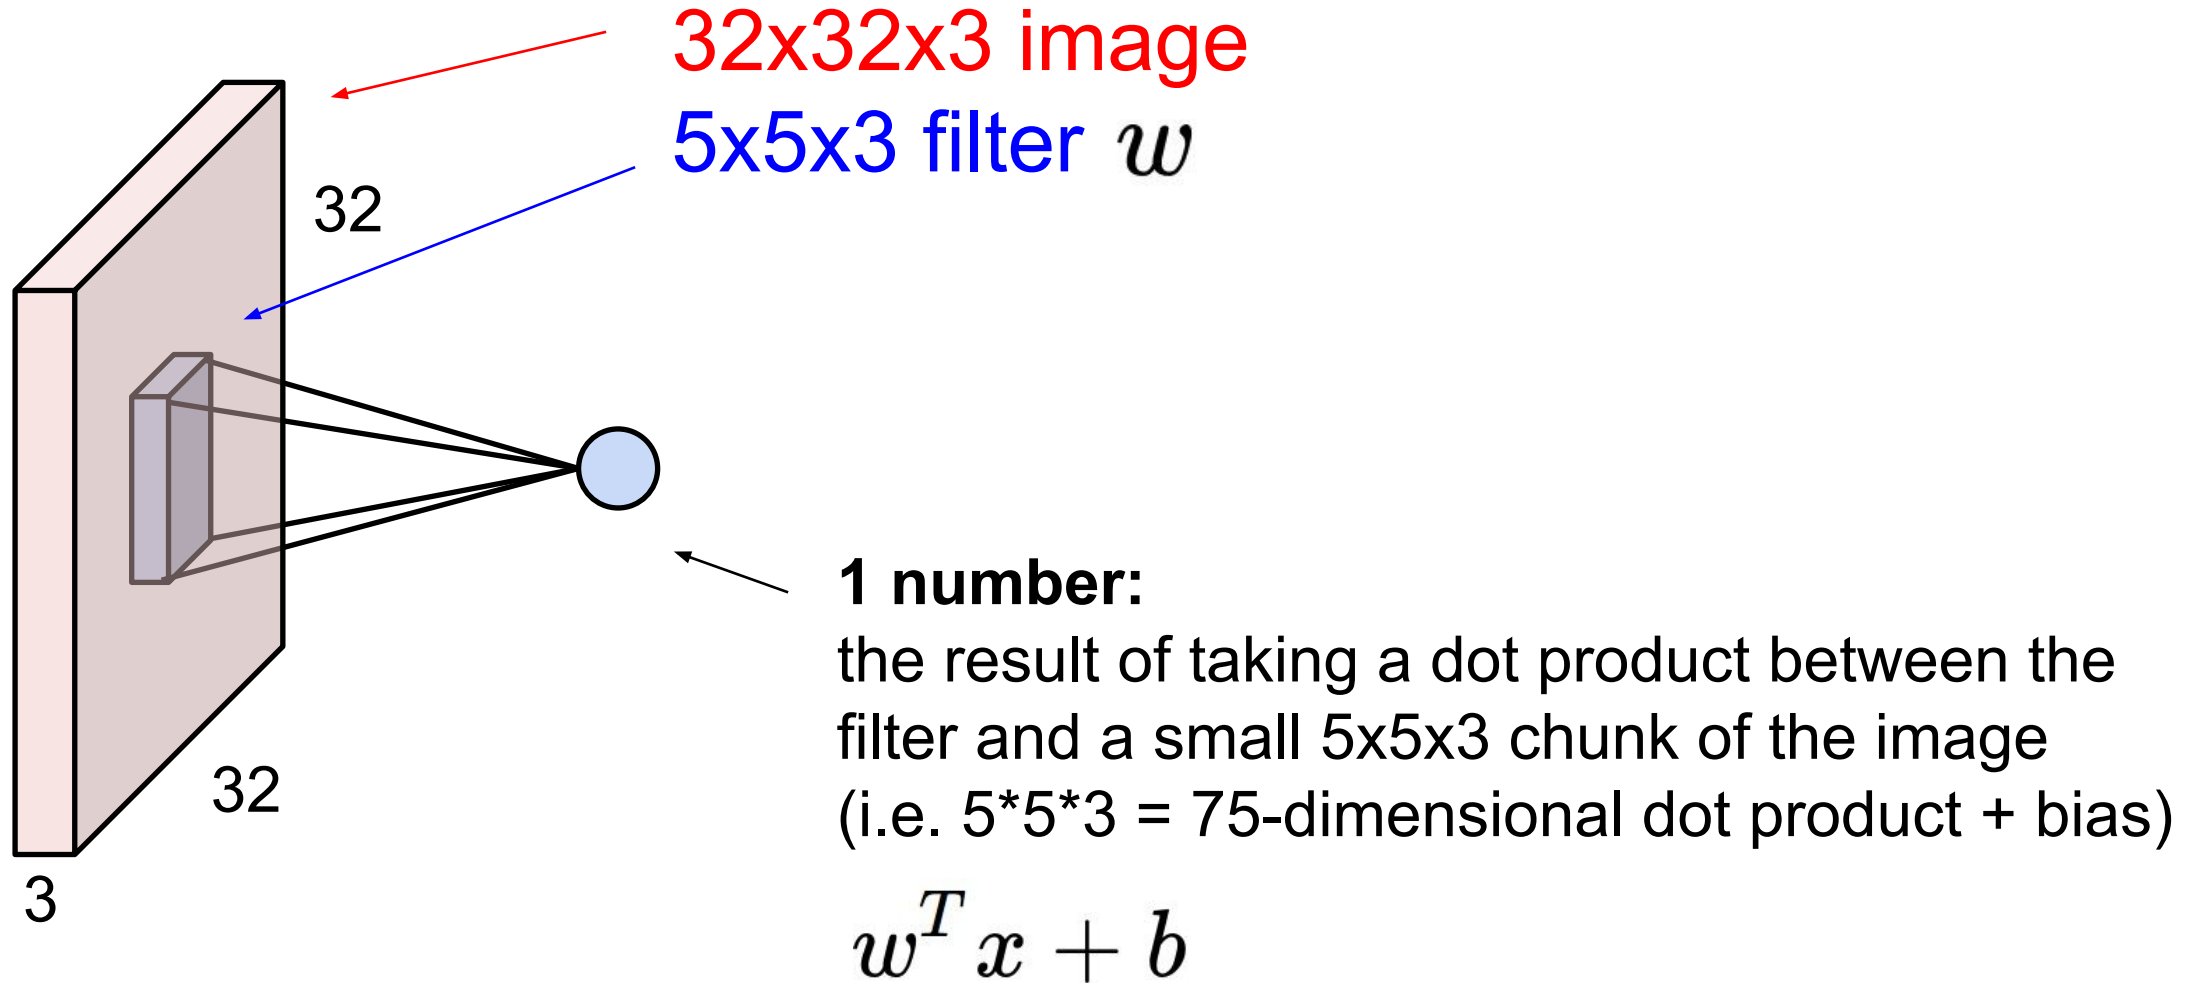 32x32x3 image
5x5x3 filter w
32
32
3
1 number:
the result of taking a dot product between the
filter and a small 5x5x3 chunk of the image
(i.e. 5*5*3 = 75-dimensional dot product + bias)
w^T x + b